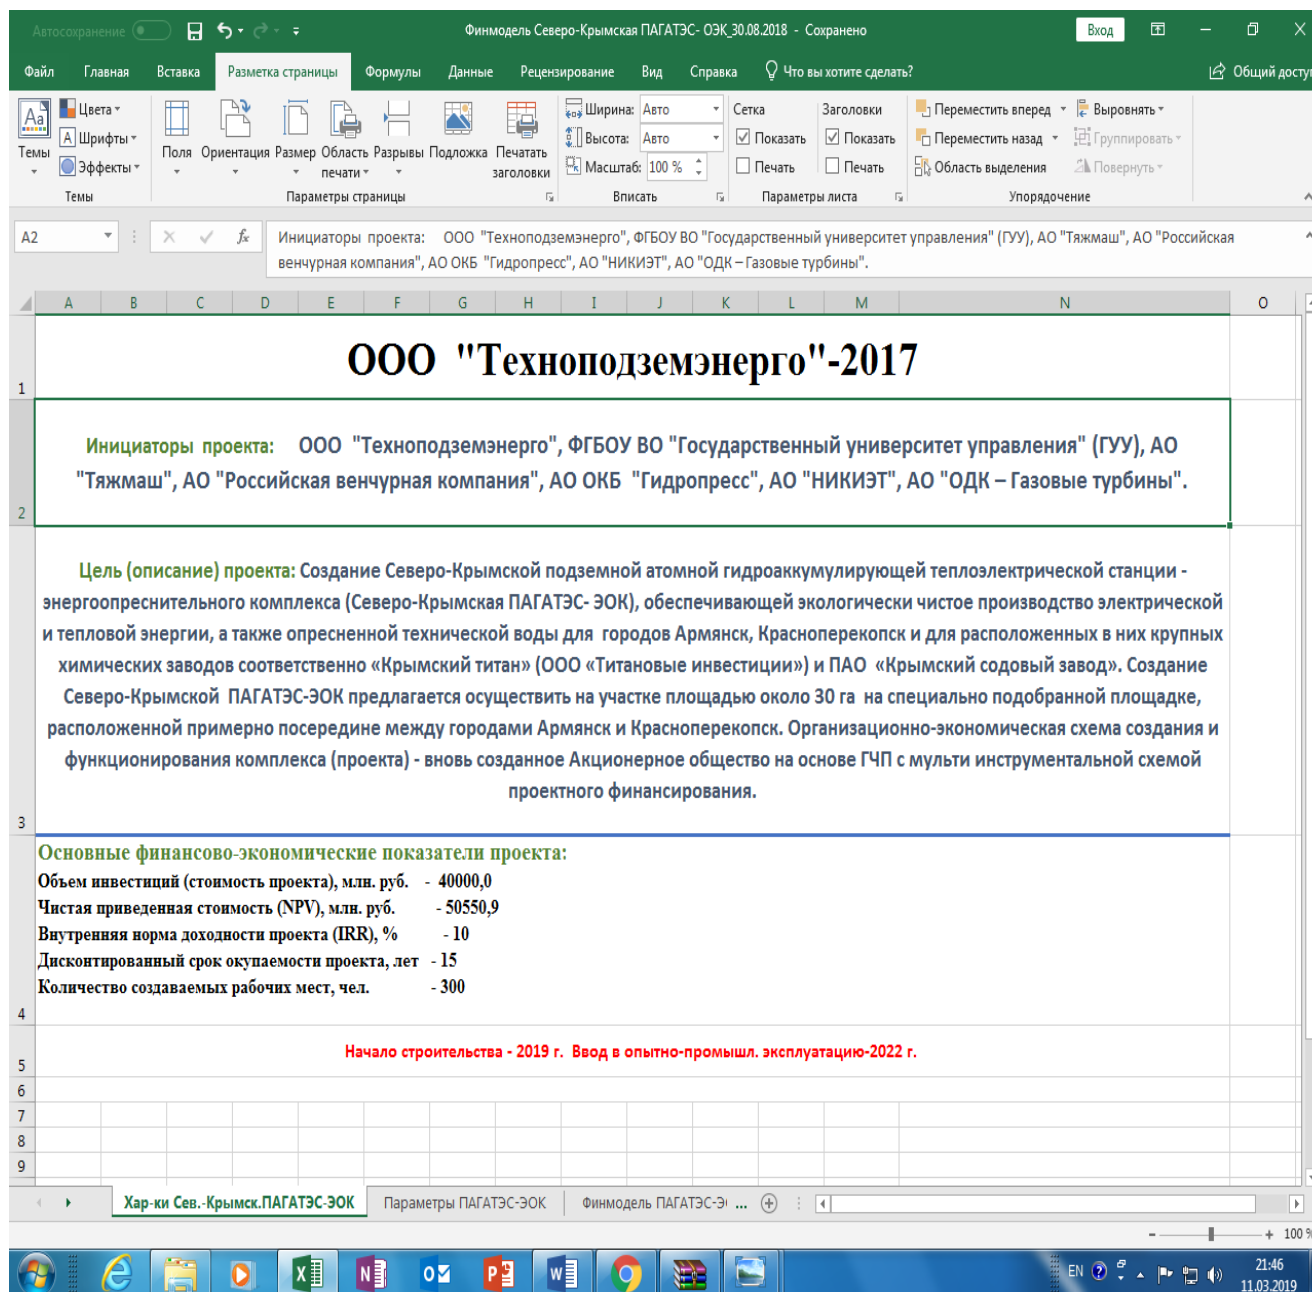 Автосохранение
Финмодель Северо-Крымская ПАГАТЭС- ОЭК_30.08.2018 - Сохранено
Вход
Файл Главная Вставка Разметка страницы Формулы Данные Рецензирование Вид Справка Что вы хотите сделать? Общий досту
Цвета
Шрифты
Эффекты
Темы
Темы
Поля Ориентация Размер Область печати Разрывы Подложка Печатать заголовки
Параметры страницы
Ширина: Авто
Высота: Авто
Масштаб: 100 %
Вписать
Сетка Заголовки
Показать Показать
Печать Печать
Параметры листа
Переместить вперед Выровнять
Переместить назад Группировать
Область выделения Повернуть
Упорядочение
A2
fx
Инициаторы проекта: ООО "Техноподземэнерго", ФГБОУ ВО "Государственный университет управления" (ГУУ), АО "Тяжмаш", АО "Российская
венчурная компания", АО ОКБ "Гидропресс", АО "НИКИЭТ", АО "ОДК – Газовые турбины".
A B C D E F G H I J K L M N O
1
ООО "Техноподземэнерго"-2017
2
Инициаторы проекта: ООО "Техноподземэнерго", ФГБОУ ВО "Государственный университет управления" (ГУУ), АО
"Тяжмаш", АО "Российская венчурная компания", АО ОКБ "Гидропресс", АО "НИКИЭТ", АО "ОДК – Газовые турбины".
3
Цель (описание) проекта: Создание Северо-Крымской подземной атомной гидроаккумулирующей теплоэлектрической станции -
энергоопреснительного комплекса (Северо-Крымская ПАГАТЭС- ЭОК), обеспечивающей экологически чистое производство электрической
и тепловой энергии, а также опресненной технической воды для городов Армянск, Красноперекопск и для расположенных в них крупных
химических заводов соответственно «Крымский титан» (ООО «Титановые инвестиции») и ПАО «Крымский содовый завод». Создание
Северо-Крымской ПАГАТЭС-ЭОК предлагается осуществить на участке площадью около 30 га на специально подобранной площадке,
расположенной примерно посередине между городами Армянск и Красноперекопск. Организационно-экономическая схема создания и
функционирования комплекса (проекта) - вновь созданное Акционерное общество на основе ГЧП с мульти инструментальной схемой
проектного финансирования.
4
Основные финансово-экономические показатели проекта:
Объем инвестиций (стоимость проекта), млн. руб. - 40000,0
Чистая приведенная стоимость (NPV), млн. руб. - 50550,9
Внутренняя норма доходности проекта (IRR), % - 10
Дисконтированный срок окупаемости проекта, лет - 15
Количество создаваемых рабочих мест, чел. - 300
5
Начало строительства - 2019 г. Ввод в опытно-промышл. эксплуатацию-2022 г.
6
7
8
9
Хар-ки Сев.-Крымск.ПАГАТЭС-ЭОК Параметры ПАГАТЭС-ЭОК Финмодель ПАГАТЭС-Э ...
100 %
EN
21:46
11.03.2019